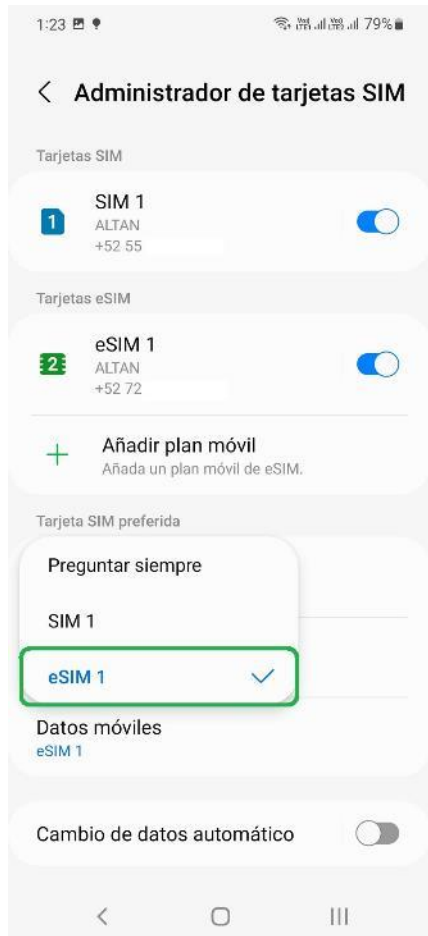 1:23 79%
Administrador de tarjetas SIM
Tarjetas SIM
1 SIM 1
ALTAN
+52 55
Tarjetas eSIM
2 eSIM 1
ALTAN
+52 72
Añadir plan móvil
Añada un plan móvil de eSIM.
Tarjeta SIM preferida
Preguntar siempre
SIM 1
eSIM 1
Datos móviles
eSIM 1
Cambio de datos automático